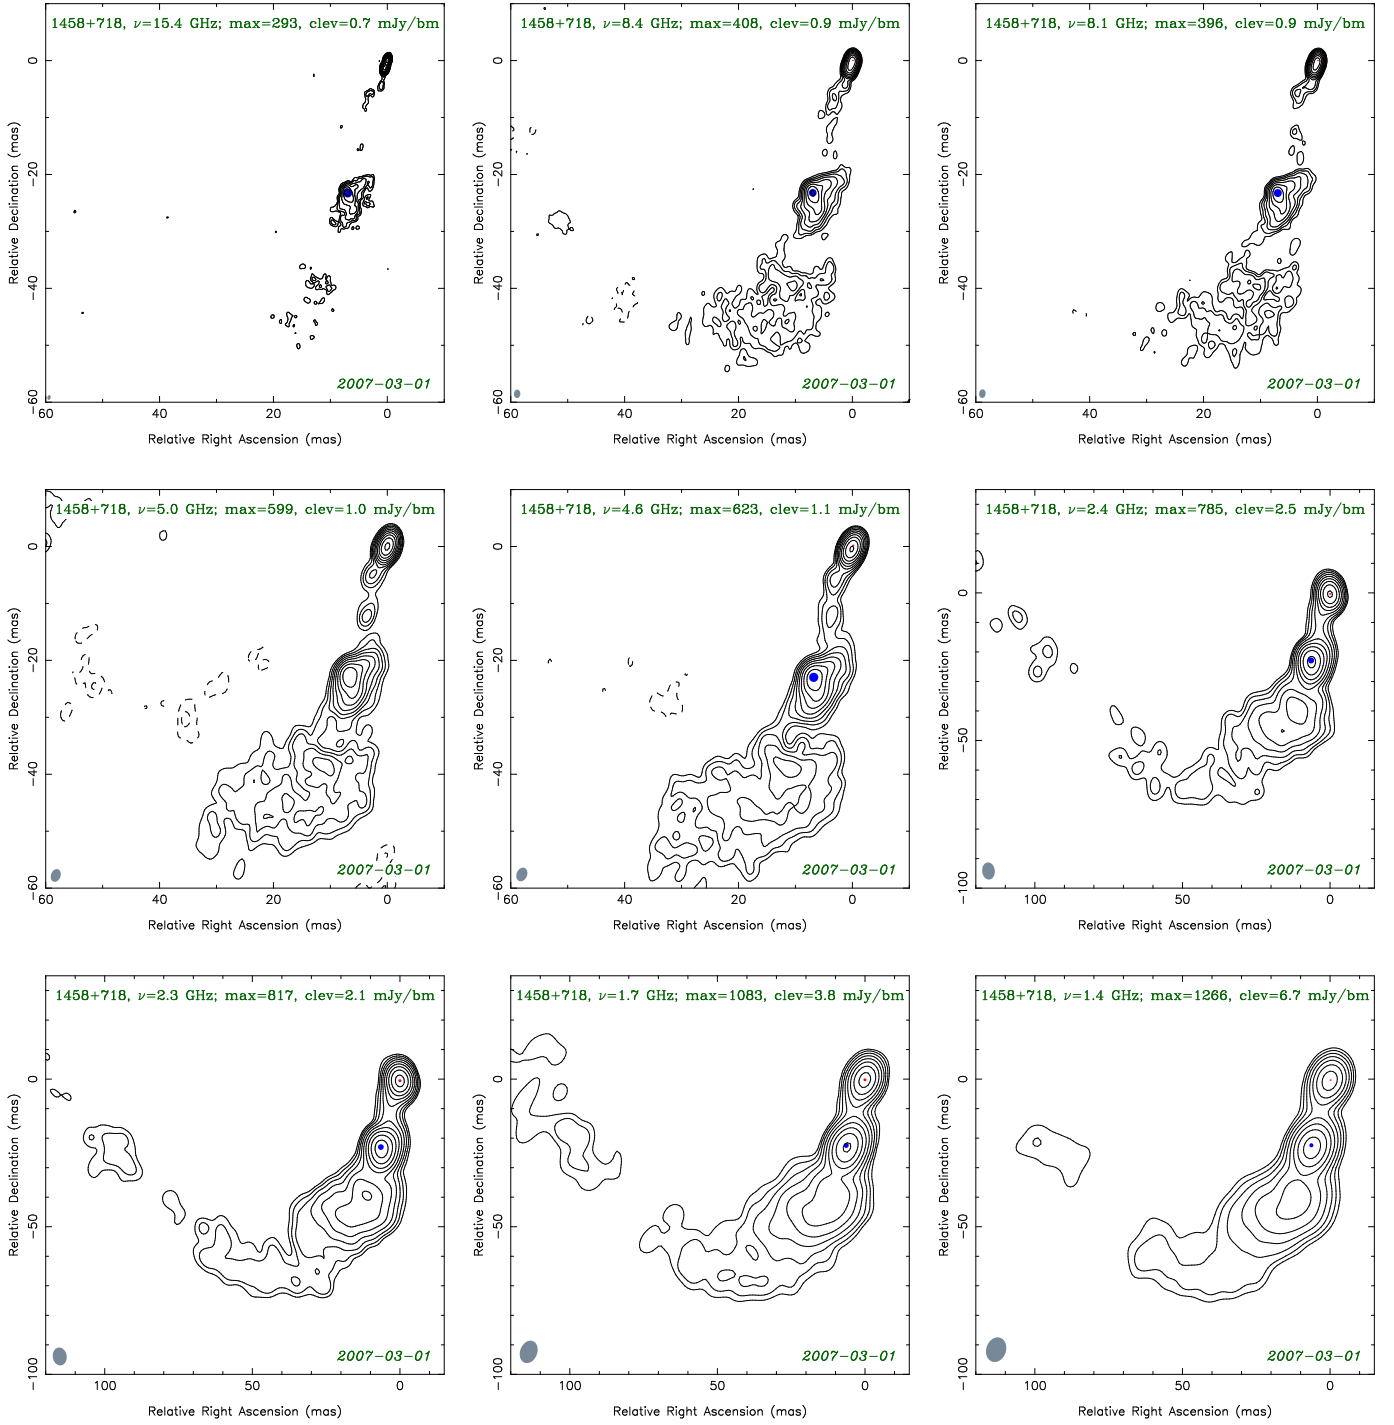 1458+718, ν=15.4 GHz; max=293, clev=0.7 mJy/bm
0
−20
−40
−60
Relative Declination (mas)
2007−03−01
60
40
20
0
Relative Right Ascension (mas)
1458+718, ν=8.4 GHz; max=408, clev=0.9 mJy/bm
0
−20
−40
−60
Relative Declination (mas)
2007−03−01
60
40
20
0
Relative Right Ascension (mas)
1458+718, ν=8.1 GHz; max=396, clev=0.9 mJy/bm
0
−20
−40
−60
Relative Declination (mas)
2007−03−01
60
40
20
0
Relative Right Ascension (mas)
1458+718, ν=5.0 GHz; max=599, clev=1.0 mJy/bm
0
−20
−40
−60
Relative Declination (mas)
2007−03−01
60
40
20
0
Relative Right Ascension (mas)
1458+718, ν=4.6 GHz; max=623, clev=1.1 mJy/bm
0
−20
−40
−60
Relative Declination (mas)
2007−03−01
60
40
20
0
Relative Right Ascension (mas)
1458+718, ν=2.4 GHz; max=785, clev=2.5 mJy/bm
0
−50
−100
Relative Declination (mas)
2007−03−01
100
50
0
Relative Right Ascension (mas)
1458+718, ν=2.3 GHz; max=817, clev=2.1 mJy/bm
0
−50
−100
Relative Declination (mas)
2007−03−01
100
50
0
Relative Right Ascension (mas)
1458+718, ν=1.7 GHz; max=1083, clev=3.8 mJy/bm
0
−50
−100
Relative Declination (mas)
2007−03−01
100
50
0
Relative Right Ascension (mas)
1458+718, ν=1.4 GHz; max=1266, clev=6.7 mJy/bm
0
−50
−100
Relative Declination (mas)
2007−03−01
100
50
0
Relative Right Ascension (mas)